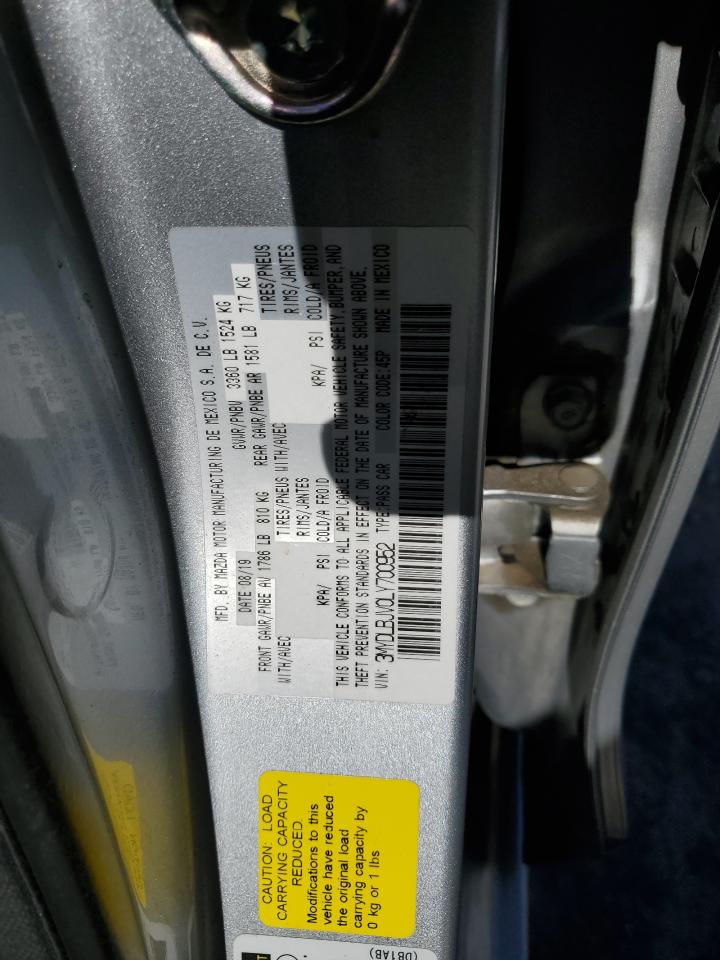 MFD. BY MAZDA MOTOR MANUFACTURING DE MEXICO S.A. DE C.V.
DATE 08/19 GVWR/PNBV 3360 LB 1524 KG
FRONT GAWR/PNBE AV 1786 LB 810 KG REAR GAWR/PNBE AR 1581 LB 717 KG
WITH/AVEC TIRES/PNEUS WITH/AVEC TIRES/PNEUS
RIMS/JANTES RIMS/JANTES
KPA/ PSI COLD/A FROID KPA/ PSI COLD/A FROID
THIS VEHICLE CONFORMS TO ALL APPLICABLE FEDERAL MOTOR VEHICLE SAFETY, BUMPER, AND
THEFT PREVENTION STANDARDS IN EFFECT ON THE DATE OF MANUFACTURE SHOWN ABOVE.
VIN: 3MYDLBJV0LY700952 TYPE:PASS CAR COLOR CODE:45P MADE IN MEXICO
CAUTION: LOAD
CARRYING CAPACITY
REDUCED.
Modifications to this
vehicle have reduced
the original load
carrying capacity by
0 kg or 1 lbs
(DB1AB)